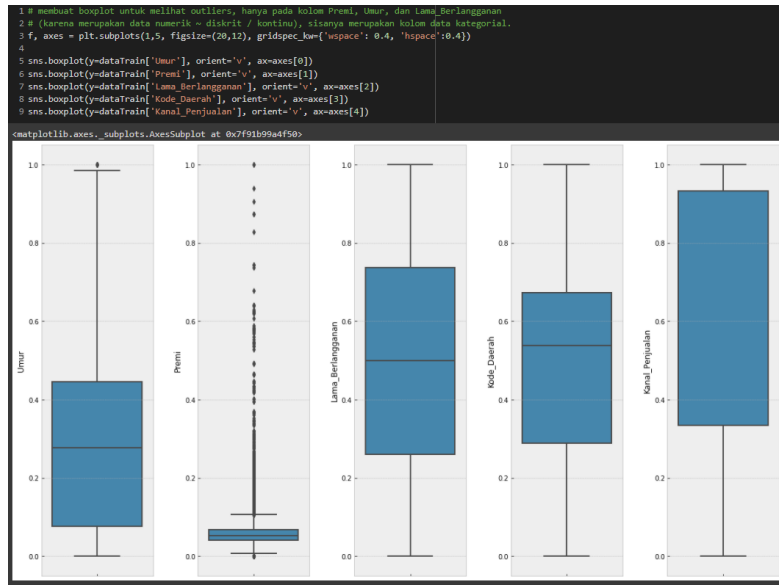 1 # membuat boxplot untuk melihat outliers, hanya pada kolom Premi, Umur, dan Lama_Berlangganan
2 # (karena merupakan data numerik ~ diskrit / kontinu), sisanya merupakan kolom data kategorial.
3 f, axes = plt.subplots(1,5, figsize=(20,12), gridspec_kw={'wspace': 0.4, 'hspace':0.4})
4
5 sns.boxplot(y=dataTrain['Umur'], orient='v', ax=axes[0])
6 sns.boxplot(y=dataTrain['Premi'], orient='v', ax=axes[1])
7 sns.boxplot(y=dataTrain['Lama_Berlangganan'], orient='v', ax=axes[2])
8 sns.boxplot(y=dataTrain['Kode_Daerah'], orient='v', ax=axes[3])
9 sns.boxplot(y=dataTrain['Kanal_Penjualan'], orient='v', ax=axes[4])
<matplotlib.axes._subplots.AxesSubplot at 0x7f91b99a4f50>
1.0 1.0 1.0 1.0 1.0
0.8 0.8 0.8 0.8 0.8
0.6 0.6 0.6 0.6 0.6
Umur Premi Lama_Berlangganan Kode_Daerah Kanal_Penjualan
0.4 0.4 0.4 0.4 0.4
0.2 0.2 0.2 0.2 0.2
0.0 0.0 0.0 0.0 0.0